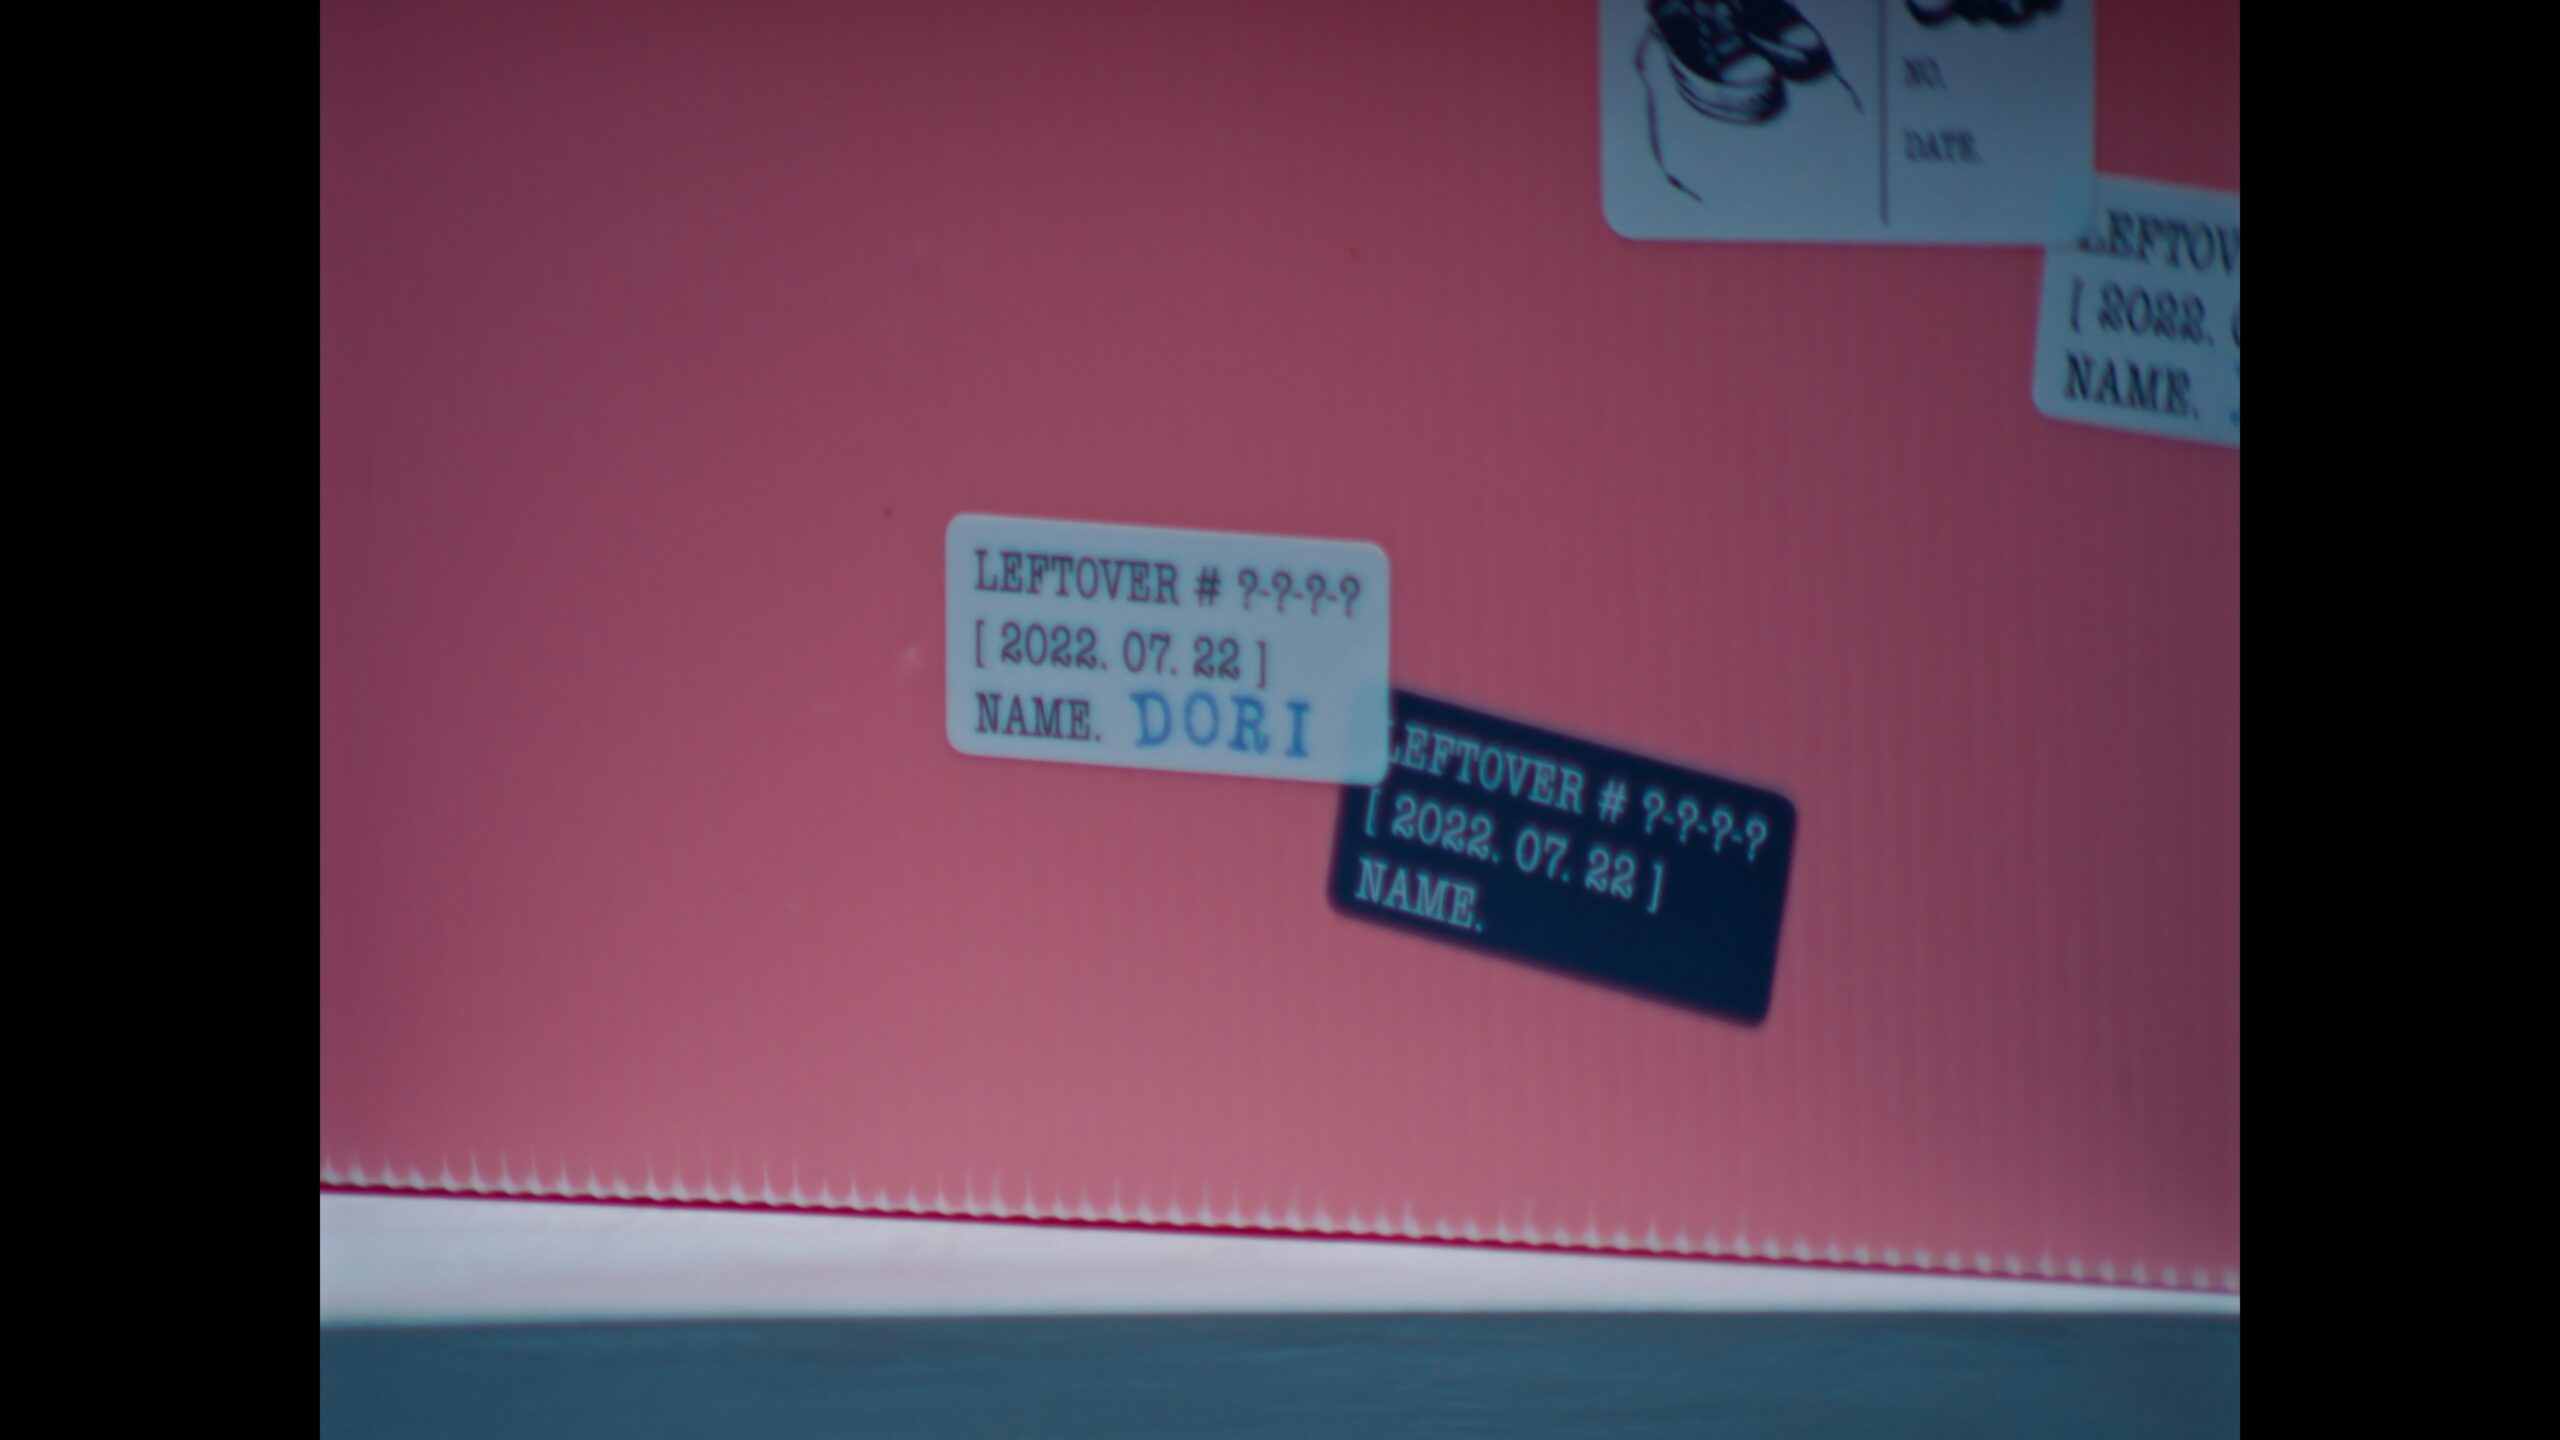 NO.
DATE.
LEFTOV
[ 2022.
NAME.
LEFTOVER # ?-?-?-?
[ 2022. 07. 22 ]
NAME. DORI
LEFTOVER # ?-?-?-?
[ 2022. 07. 22 ]
NAME.